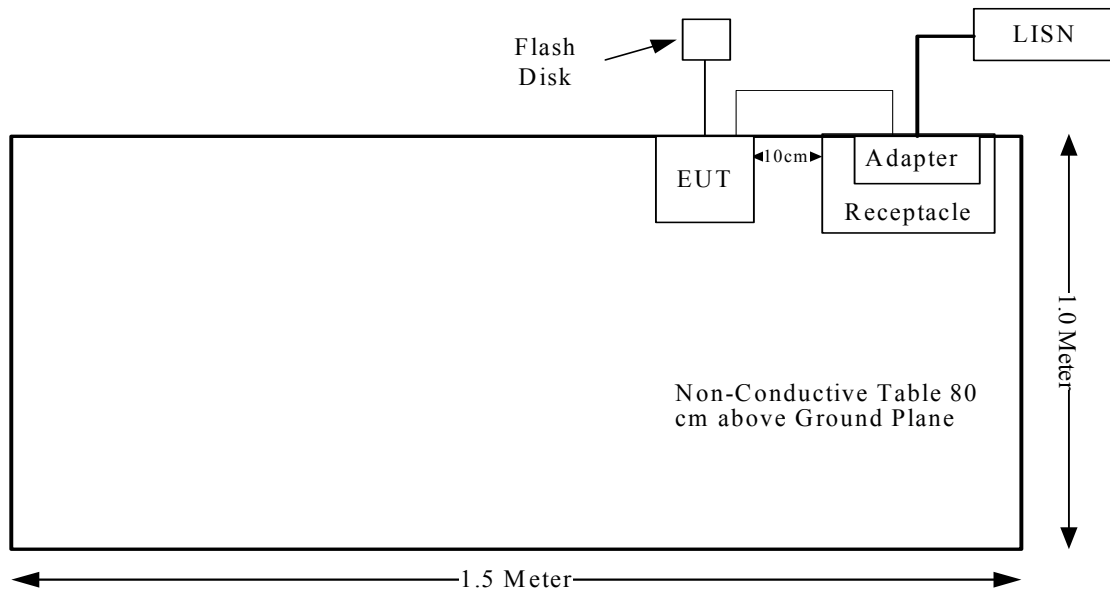 Flash
Disk
LISN
EUT
10cm
Adapter
Receptacle
1.0 Meter
Non-Conductive Table 80
cm above Ground Plane
1.5 Meter